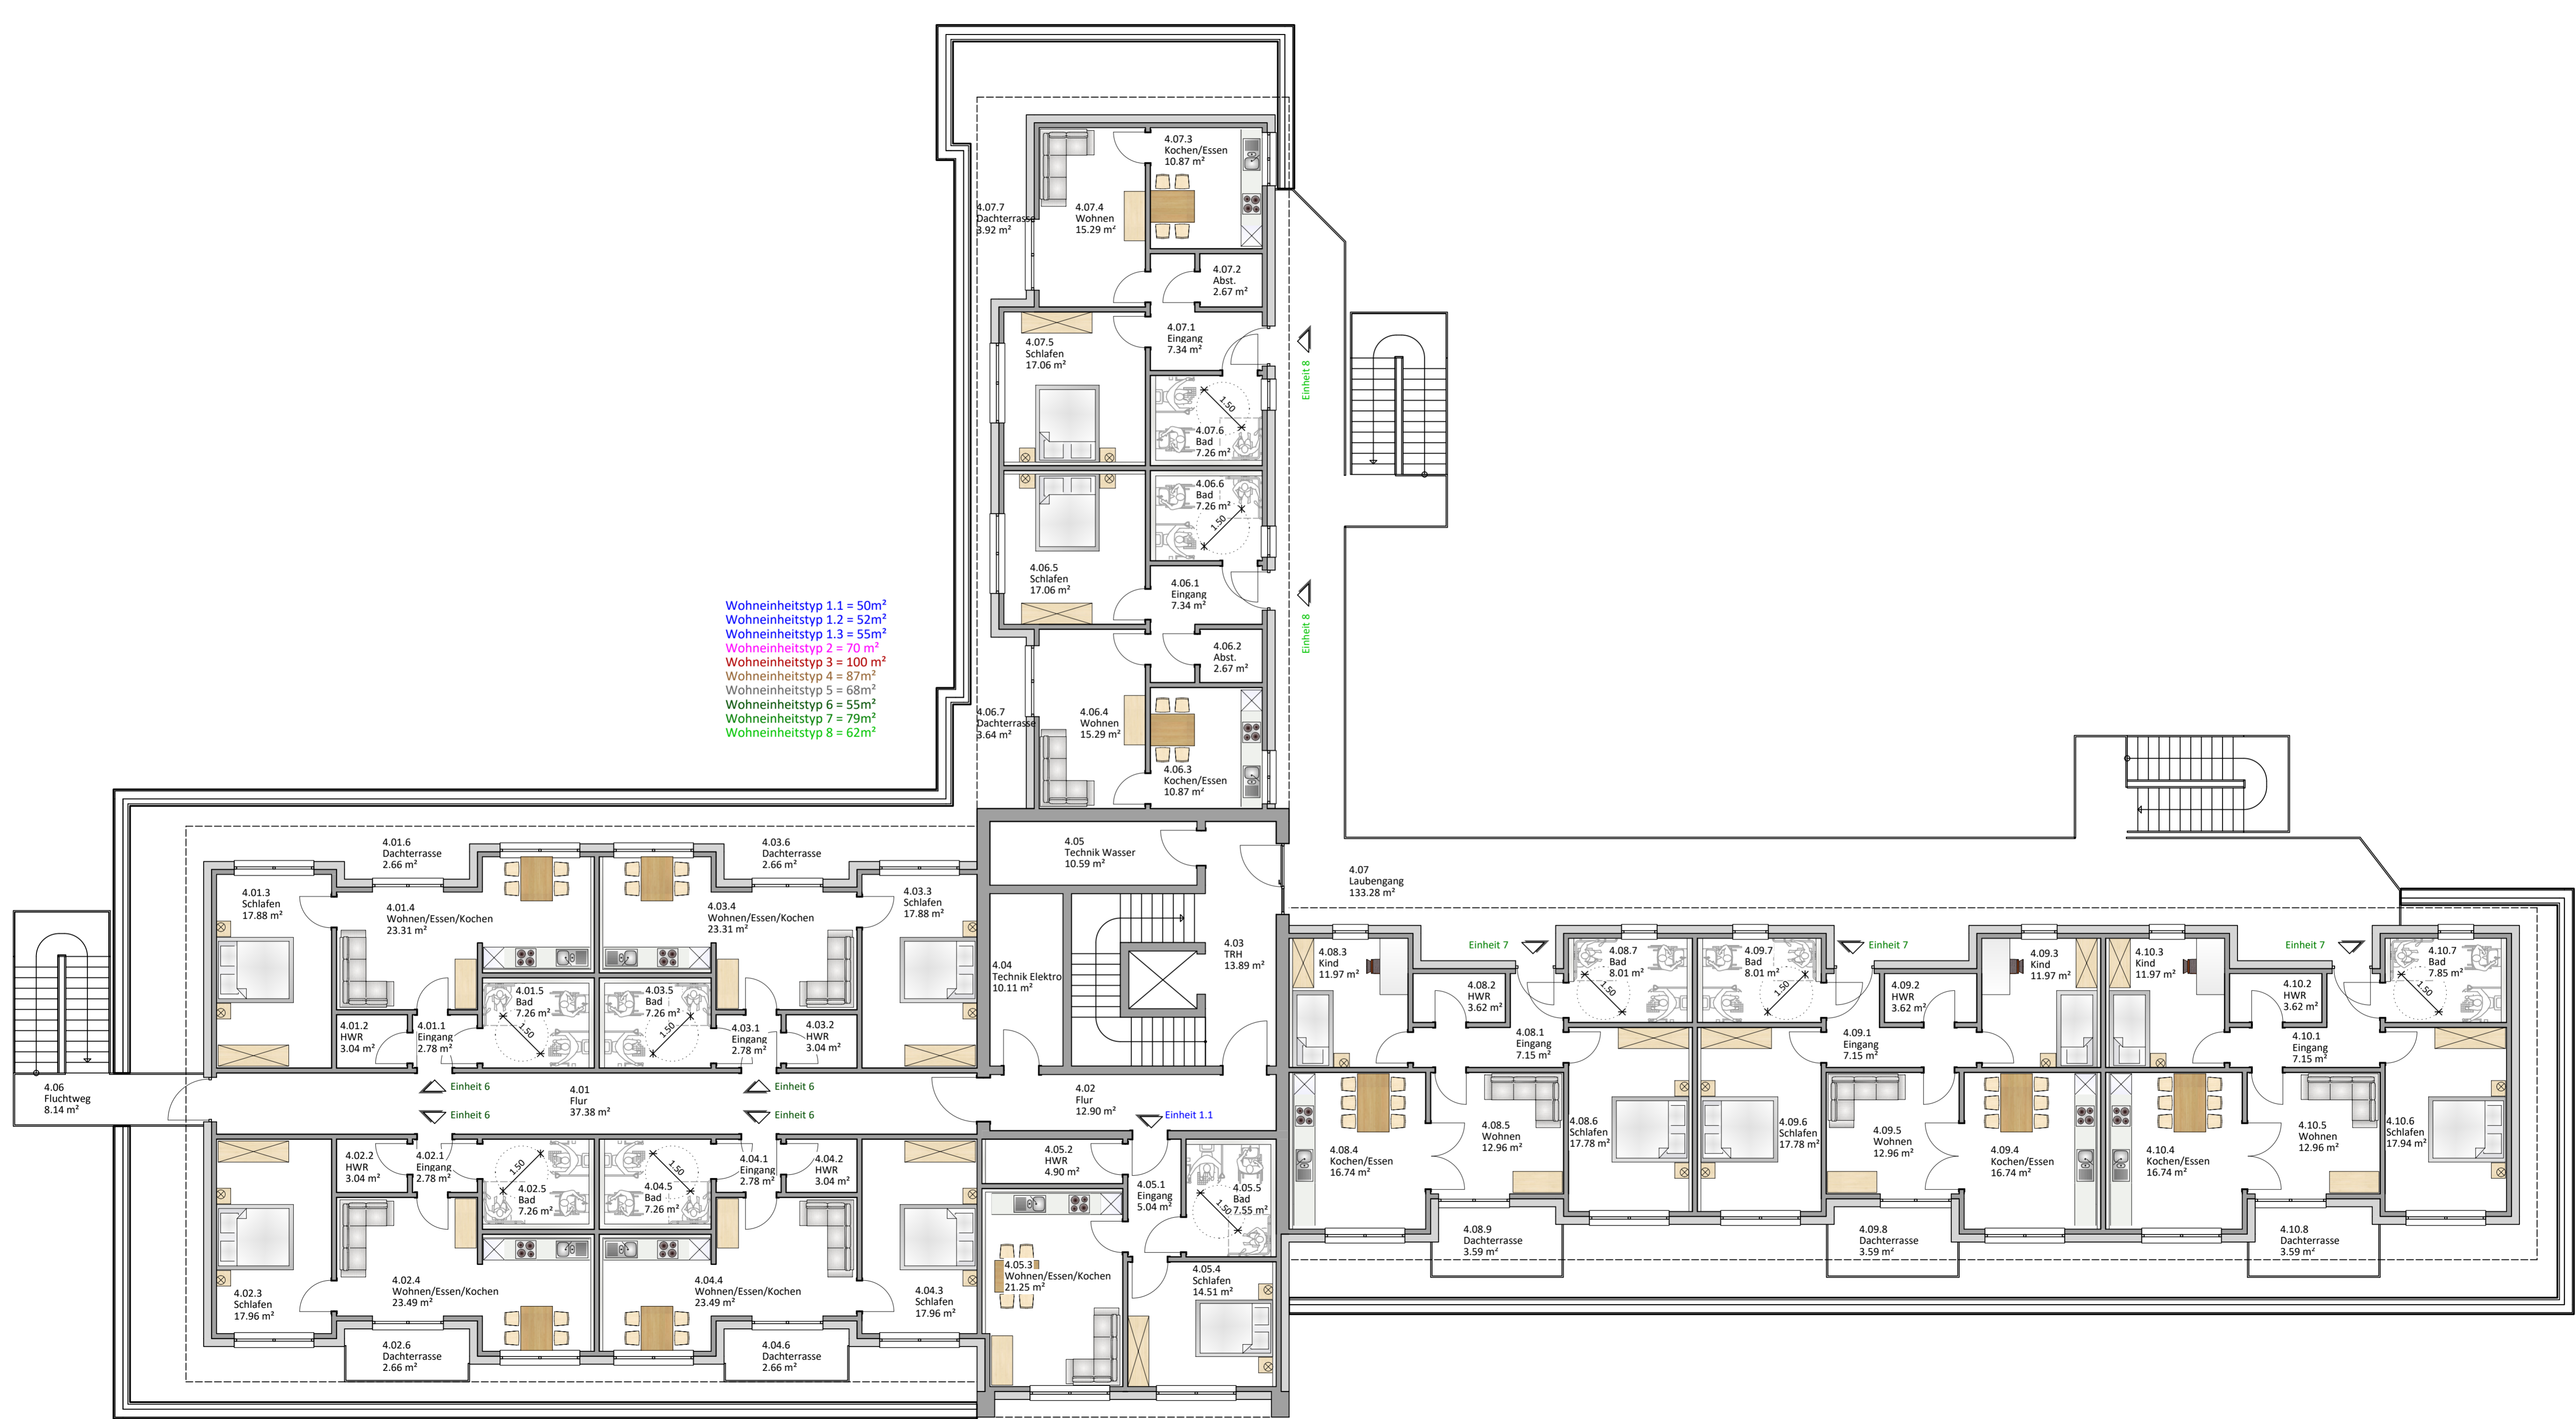 4.07.3
Kochen/Essen
10.87 m²
4.07.7
Dachterrasse
3.92 m²
4.07.4
Wohnen
15.29 m²
4.07.2
Abst.
2.67 m²
4.07.1
Eingang
7.34 m²
4.07.5
Schlafen
17.06 m²
Einheit 8
1.50
4.07.6
Bad
7.26 m²
4.06.6
Bad
7.26 m²
1.50
4.06.5
Schlafen
17.06 m²
4.06.1
Eingang
7.34 m²
Einheit 8
4.06.2
Abst.
2.67 m²
4.06.7
Dachterrasse
3.64 m²
4.06.4
Wohnen
15.29 m²
4.06.3
Kochen/Essen
10.87 m²
Wohneinheitstyp 1.1 = 50m²
Wohneinheitstyp 1.2 = 52m²
Wohneinheitstyp 1.3 = 55m²
Wohneinheitstyp 2 = 70 m²
Wohneinheitstyp 3 = 100 m²
Wohneinheitstyp 4 = 87m²
Wohneinheitstyp 5 = 68m²
Wohneinheitstyp 6 = 55m²
Wohneinheitstyp 7 = 79m²
Wohneinheitstyp 8 = 62m²
4.01.6
Dachterrasse
2.66 m²
4.03.6
Dachterrasse
2.66 m²
4.01.3
Schlafen
17.88 m²
4.01.4
Wohnen/Essen/Kochen
23.31 m²
4.03.4
Wohnen/Essen/Kochen
23.31 m²
4.03.3
Schlafen
17.88 m²
4.01.2
HWR
3.04 m²
4.01.1
Eingang
2.78 m²
4.01.5
Bad
7.26 m²
1.50
4.03.5
Bad
7.26 m²
1.50
4.03.1
Eingang
2.78 m²
4.03.2
HWR
3.04 m²
4.05
Technik Wasser
10.59 m²
4.04
Technik Elektro
10.11 m²
4.03
TRH
13.89 m²
4.07
Laubengang
133.28 m²
4.06
Fluchtweg
8.14 m²
Einheit 6
Einheit 6
4.01
Flur
37.38 m²
Einheit 6
Einheit 6
4.02
Flur
12.90 m²
Einheit 1.1
4.02.2
HWR
3.04 m²
4.02.1
Eingang
2.78 m²
1.50
4.02.5
Bad
7.26 m²
4.04.5
Bad
7.26 m²
1.50
4.04.1
Eingang
2.78 m²
4.04.2
HWR
3.04 m²
4.02.3
Schlafen
17.96 m²
4.02.4
Wohnen/Essen/Kochen
23.49 m²
4.04.4
Wohnen/Essen/Kochen
23.49 m²
4.04.3
Schlafen
17.96 m²
4.02.6
Dachterrasse
2.66 m²
4.04.6
Dachterrasse
2.66 m²
4.05.2
HWR
4.90 m²
4.05.1
Eingang
5.04 m²
4.05.5
Bad
7.55 m²
1.50
4.05.3
Wohnen/Essen/Kochen
21.25 m²
4.05.4
Schlafen
14.51 m²
4.08.3
Kind
11.97 m²
Einheit 7
4.08.7
Bad
8.01 m²
1.50
4.08.2
HWR
3.62 m²
4.08.1
Eingang
7.15 m²
4.08.4
Kochen/Essen
16.74 m²
4.08.5
Wohnen
12.96 m²
4.08.6
Schlafen
17.78 m²
4.08.9
Dachterrasse
3.59 m²
4.09.7
Bad
8.01 m²
1.50
Einheit 7
4.09.2
HWR
3.62 m²
4.09.3
Kind
11.97 m²
4.09.1
Eingang
7.15 m²
4.09.6
Schlafen
17.78 m²
4.09.5
Wohnen
12.96 m²
4.09.4
Kochen/Essen
16.74 m²
4.09.8
Dachterrasse
3.59 m²
4.10.3
Kind
11.97 m²
Einheit 7
4.10.7
Bad
7.85 m²
1.50
4.10.2
HWR
3.62 m²
4.10.1
Eingang
7.15 m²
4.10.4
Kochen/Essen
16.74 m²
4.10.5
Wohnen
12.96 m²
4.10.6
Schlafen
17.94 m²
4.10.8
Dachterrasse
3.59 m²